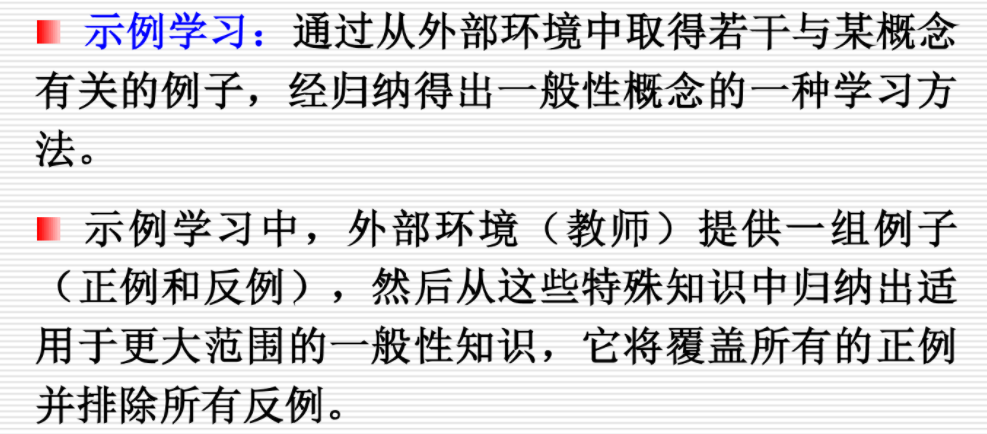 示例学习：通过从外部环境中取得若干与某概念
有关的例子，经归纳得出一般性概念的一种学习方
法。
示例学习中，外部环境（教师）提供一组例子
（正例和反例），然后从这些特殊知识中归纳出适
用于更大范围的一般性知识，它将覆盖所有的正例
并排除所有反例。